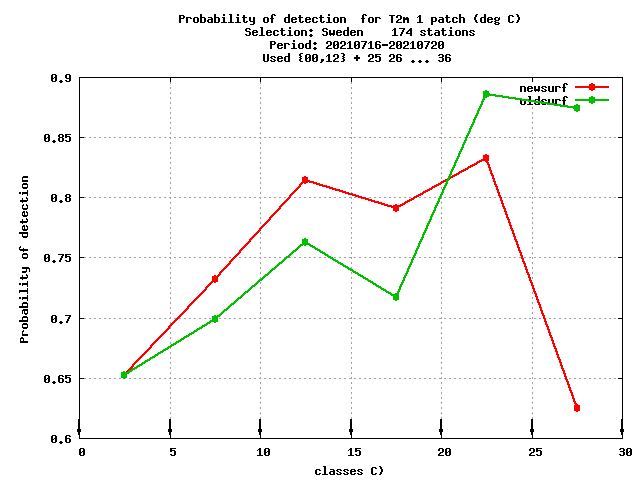 Probability of detection  for T2m 1 patch (deg C)
Selection: Sweden    174 stations
Period: 20210716-20210720
Used {00,12} + 25 26 ... 36
newsurf
oldsurf
0.9
0.85
0.8
0.75
0.7
0.65
0.6
Probability of detection
0 5 10 15 20 25 30
classes C)